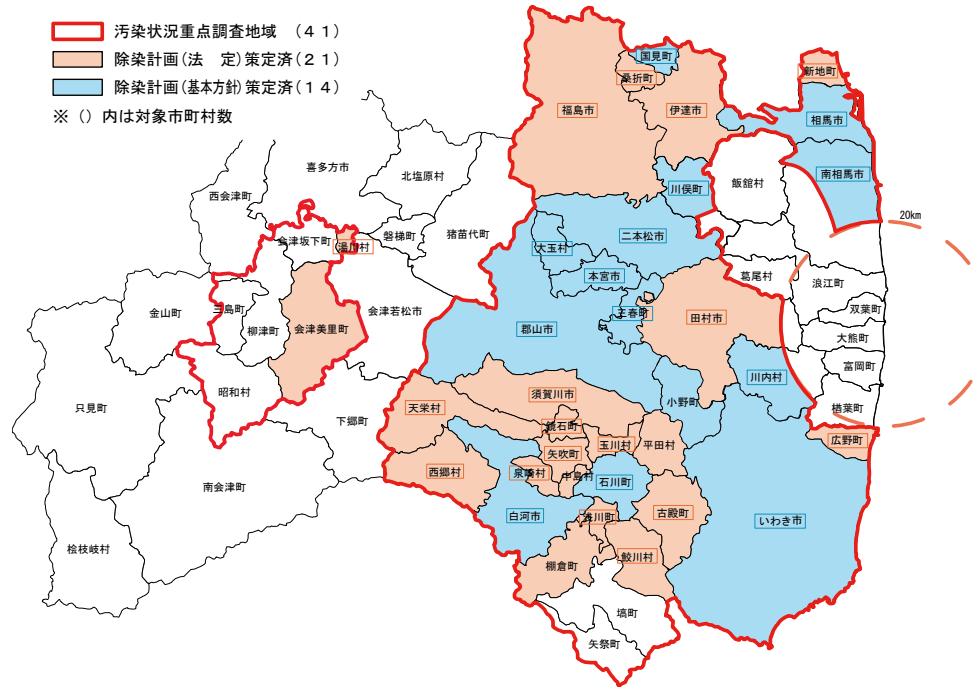 汚染状況重点調査地域 （４１）
除染計画(法　定)策定済(２１)
除染計画(基本方針)策定済(１４)
※ () 内は対象市町村数
国見町
桑折町
新地町
福島市
伊達市
相馬市
南相馬市
喜多方市
北塩原村
西会津町
川俣町
飯舘村
20km
会津坂下町
湯川村
磐梯町
猪苗代町
大玉村
二本松市
本宮市
葛尾村
浪江町
三島町
金山町
柳津町
会津美里町
会津若松市
三春町
田村市
双葉町
大熊町
郡山市
富岡町
川内村
昭和村
須賀川市
小野町
楢葉町
只見町
天栄村
下郷町
鏡石町
広野町
矢吹町
玉川村
平田村
西郷村
泉崎村
中島村
石川町
南会津町
白河市
浅川町
古殿町
いわき市
桧枝岐村
棚倉町
鮫川村
塙町
矢祭町